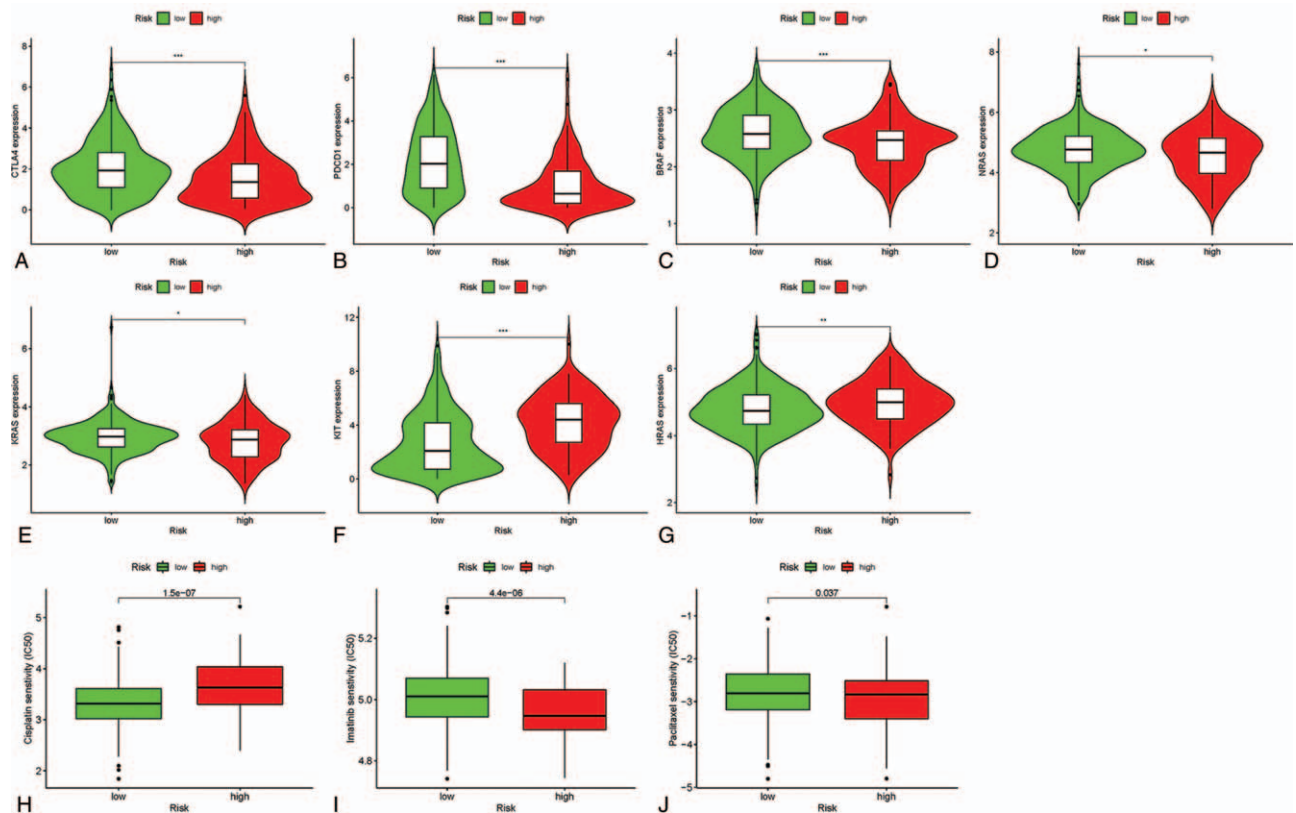 Risk low high
CTLA4 expression
8
6
4
2
0
***
low high
Risk
A
Risk low high
PDCD1 expression
6
4
2
0
***
low high
Risk
B
Risk low high
BRAF expression
4
3
2
1
***
low high
Risk
C
Risk low high
NRAS expression
8
6
4
2
*
low high
Risk
D
Risk low high
KRAS expression
6
4
2
*
low high
Risk
E
Risk low high
KIT expression
12
8
4
0
***
low high
Risk
F
Risk low high
HRAS expression
6
4
2
**
low high
Risk
G
Risk low high
Cisplatin senstivity (IC50)
5
4
3
2
1.5e-07
low high
Risk
H
Risk low high
Imatinib senstivity (IC50)
5.2
5.0
4.8
4.4e-06
low high
Risk
I
Risk low high
Paclitaxel senstivity (IC50)
-1
-2
-3
-4
-5
0.037
low high
Risk
J